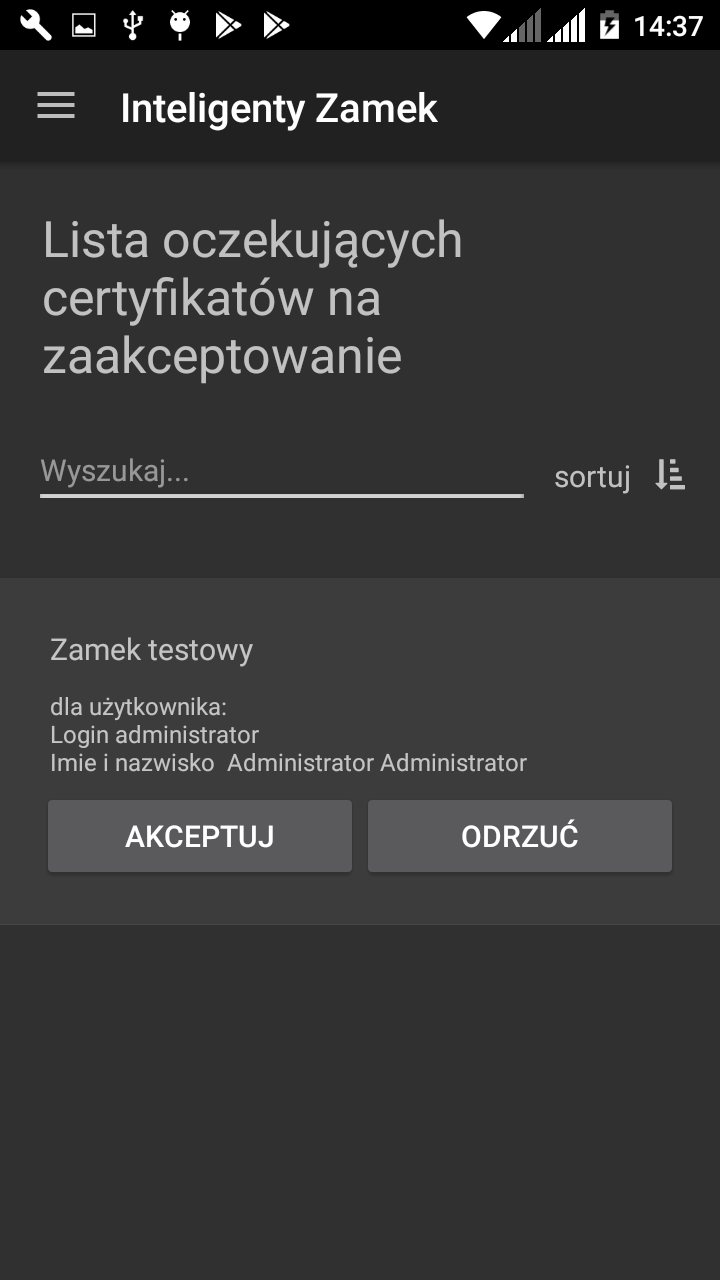 14:37
Inteligenty Zamek
Lista oczekujących
certyfikatów na
zaakceptowanie
Wyszukaj...
sortuj
Zamek testowy
dla użytkownika:
Login administrator
Imie i nazwisko  Administrator Administrator
AKCEPTUJ
ODRZUĆ